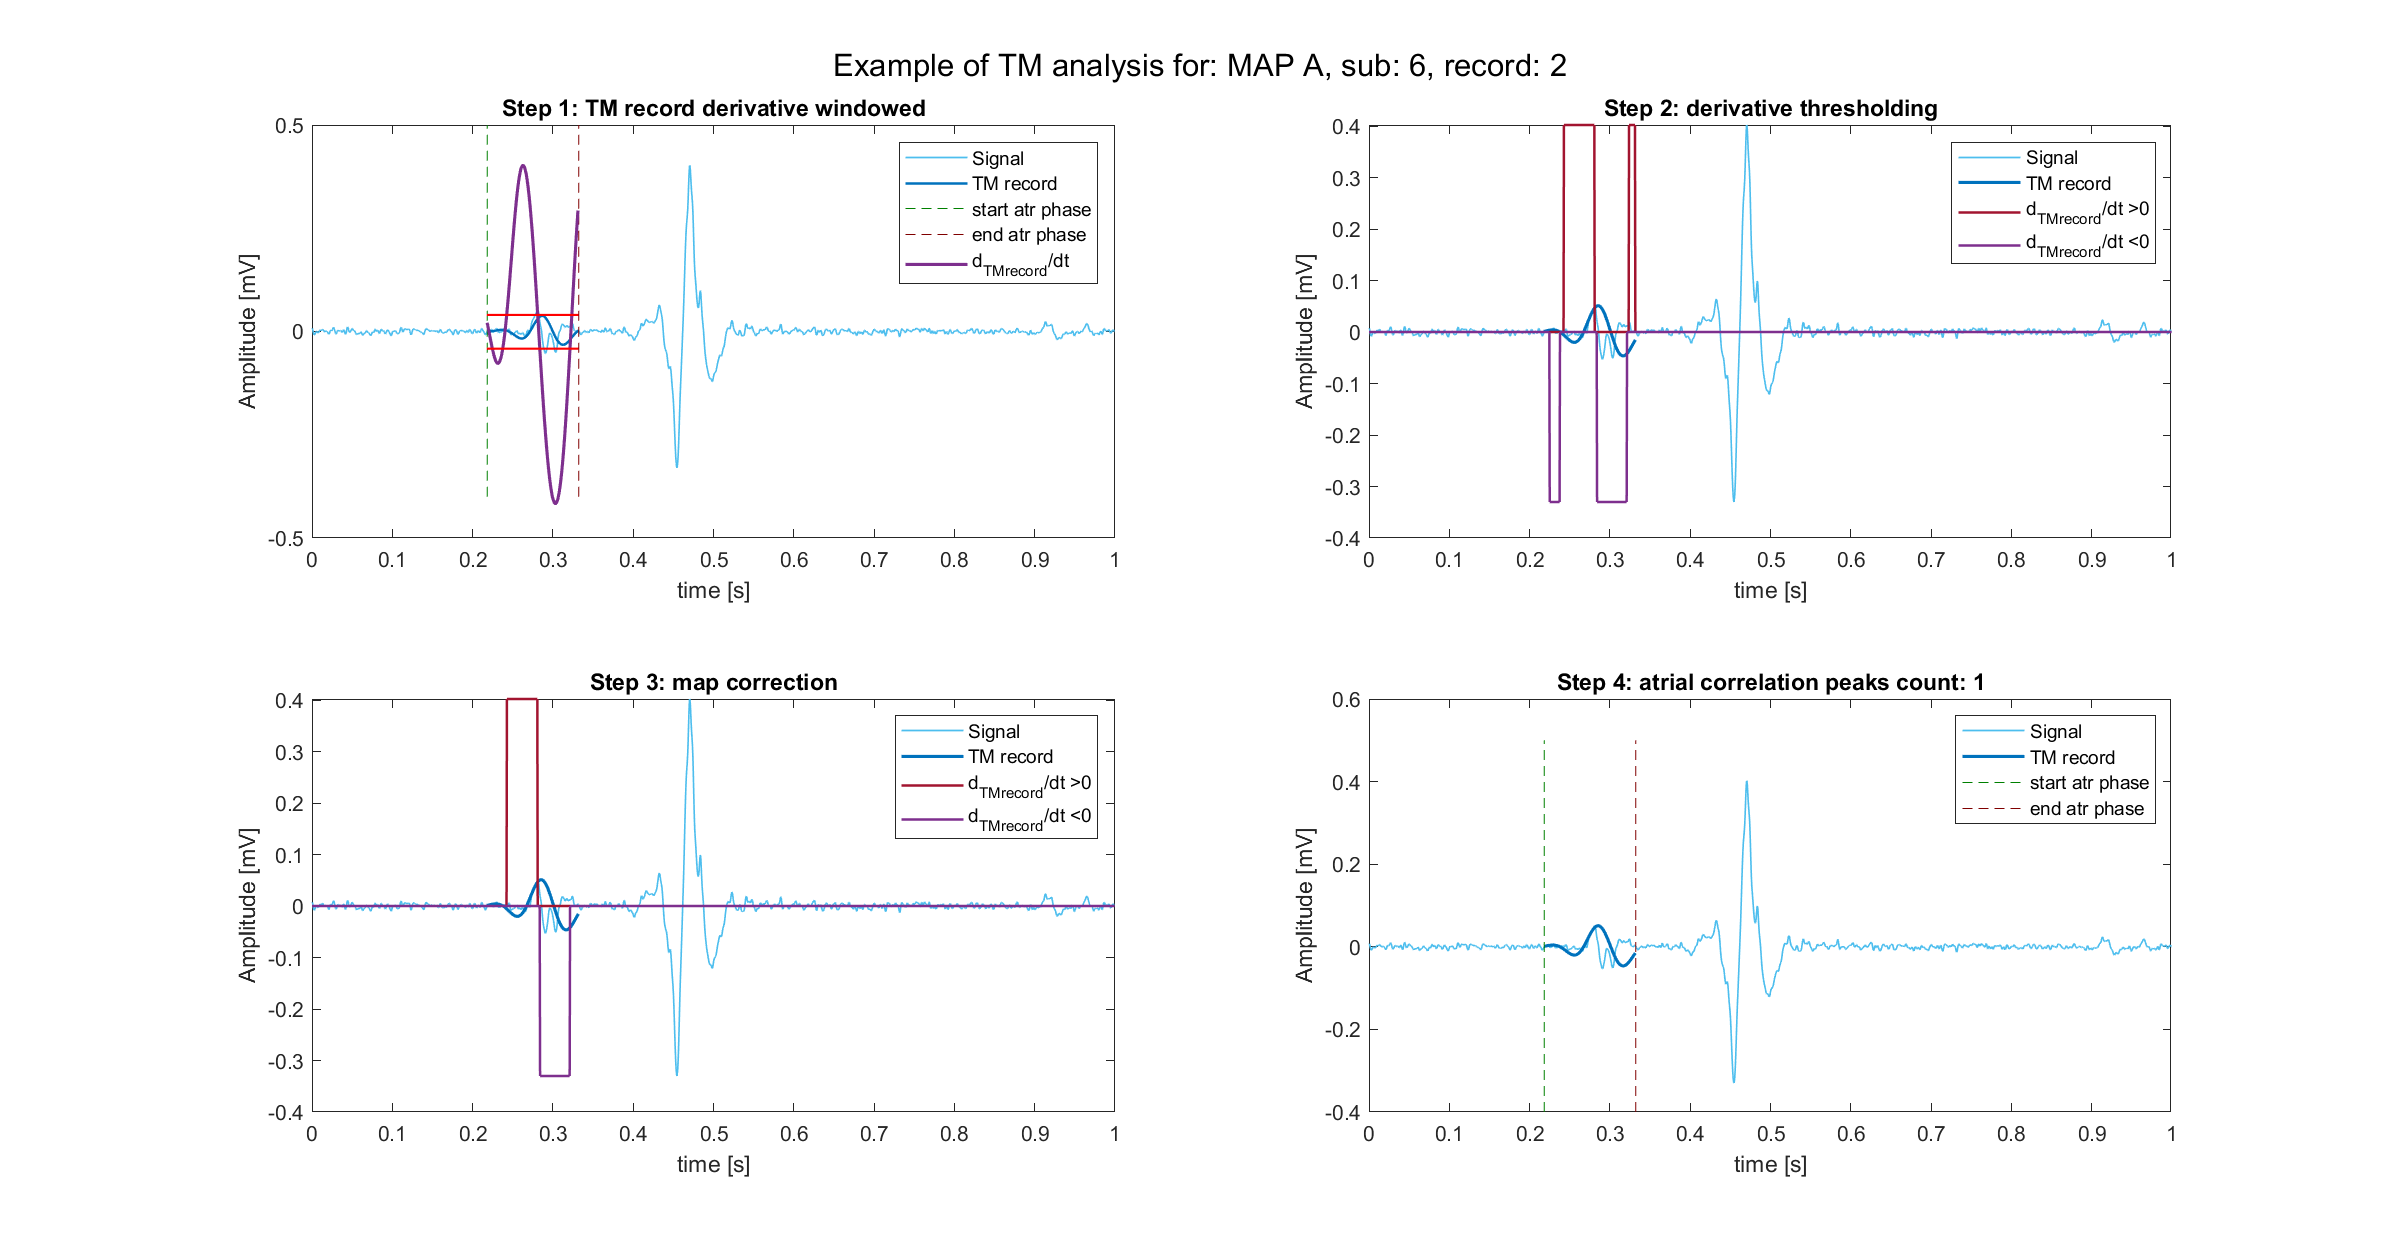 Example of TM analysis for: MAP A, sub: 6, record: 2
Step 1: TM record derivative windowed
0.5
0
-0.5
Amplitude [mV]
0 0.1 0.2 0.3 0.4 0.5 0.6 0.7 0.8 0.9 1
time [s]
Signal
TM record
start atr phase
end atr phase
dTMrecord/dt
Step 2: derivative thresholding
0.4
0.3
0.2
0.1
0
-0.1
-0.2
-0.3
-0.4
Amplitude [mV]
0 0.1 0.2 0.3 0.4 0.5 0.6 0.7 0.8 0.9 1
time [s]
Signal
TM record
dTMrecord/dt >0
dTMrecord/dt <0
Step 3: map correction
0.4
0.3
0.2
0.1
0
-0.1
-0.2
-0.3
-0.4
Amplitude [mV]
0 0.1 0.2 0.3 0.4 0.5 0.6 0.7 0.8 0.9 1
time [s]
Signal
TM record
dTMrecord/dt >0
dTMrecord/dt <0
Step 4: atrial correlation peaks count: 1
0.6
0.4
0.2
0
-0.2
-0.4
Amplitude [mV]
0 0.1 0.2 0.3 0.4 0.5 0.6 0.7 0.8 0.9 1
time [s]
Signal
TM record
start atr phase
end atr phase